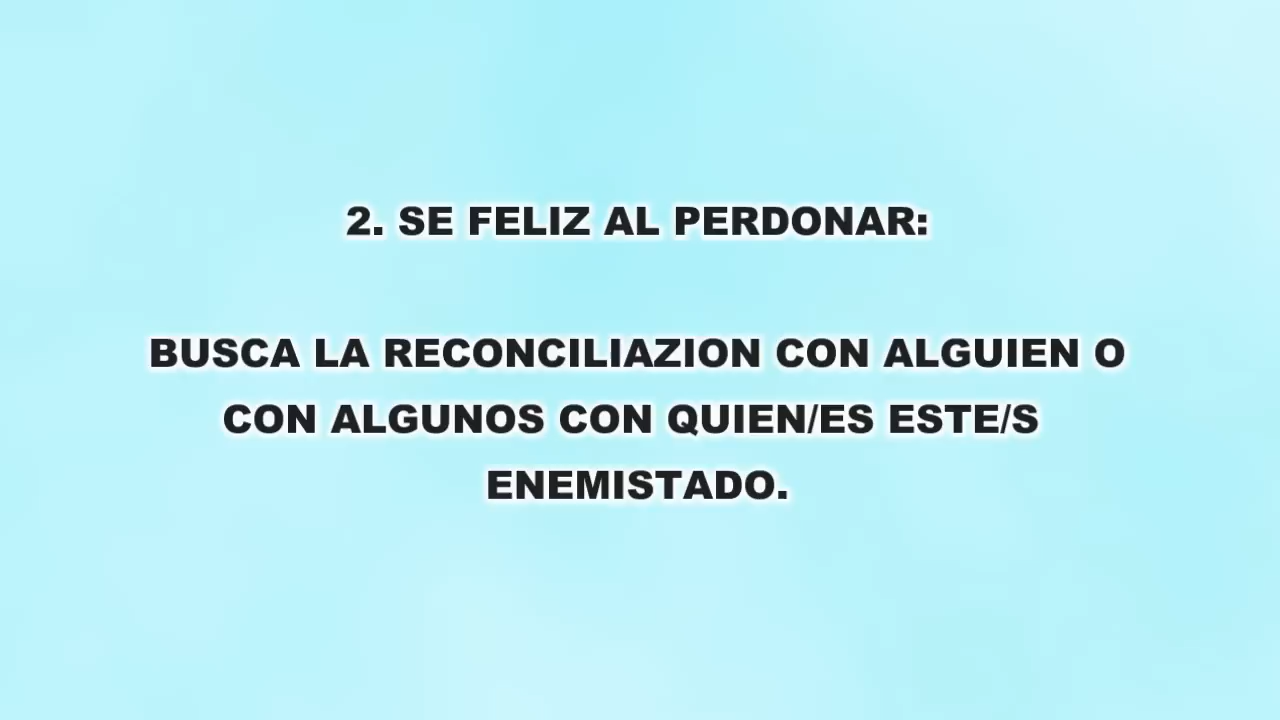 2. SE FELIZ AL PERDONAR:
BUSCA LA RECONCILIAZION CON ALGUIEN O
CON ALGUNOS CON QUIEN/ES ESTE/S
ENEMISTADO.